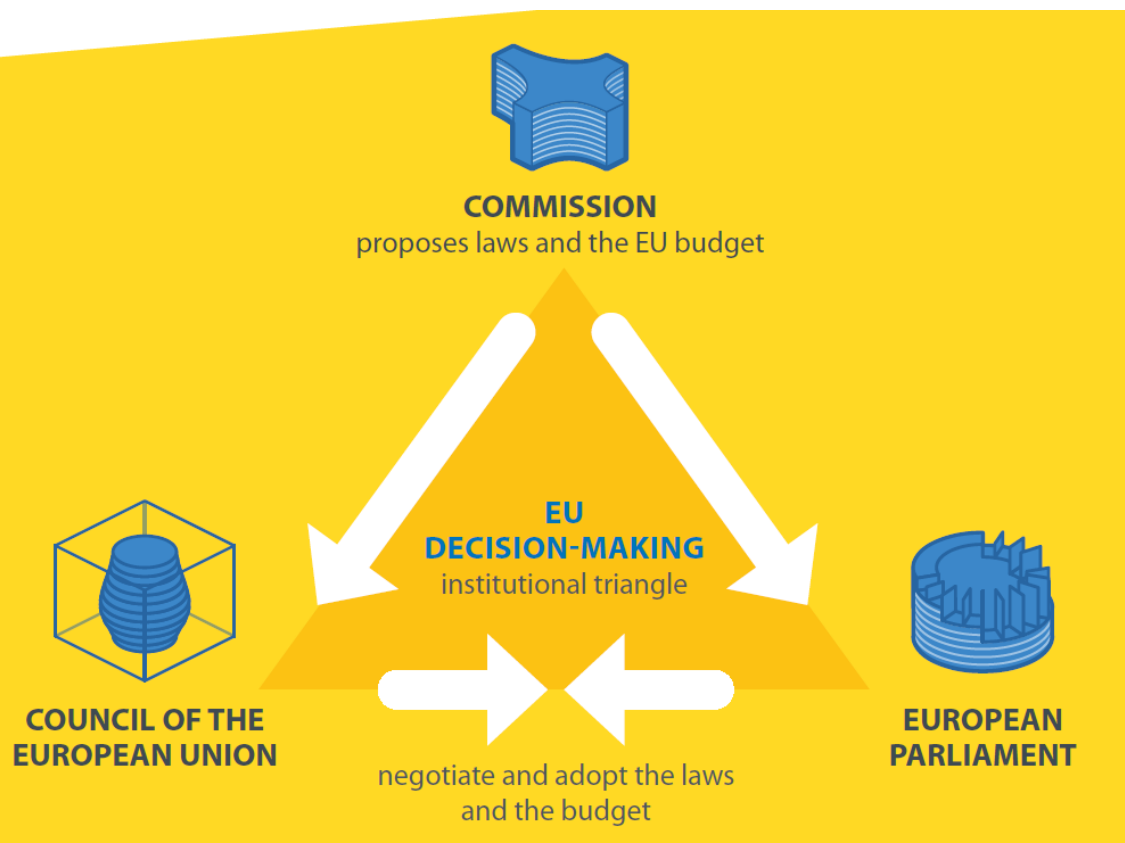 COMMISSION
proposes laws and the EU budget
EU
DECISION-MAKING
institutional triangle
COUNCIL OF THE
EUROPEAN UNION
EUROPEAN
PARLIAMENT
negotiate and adopt the laws
and the budget